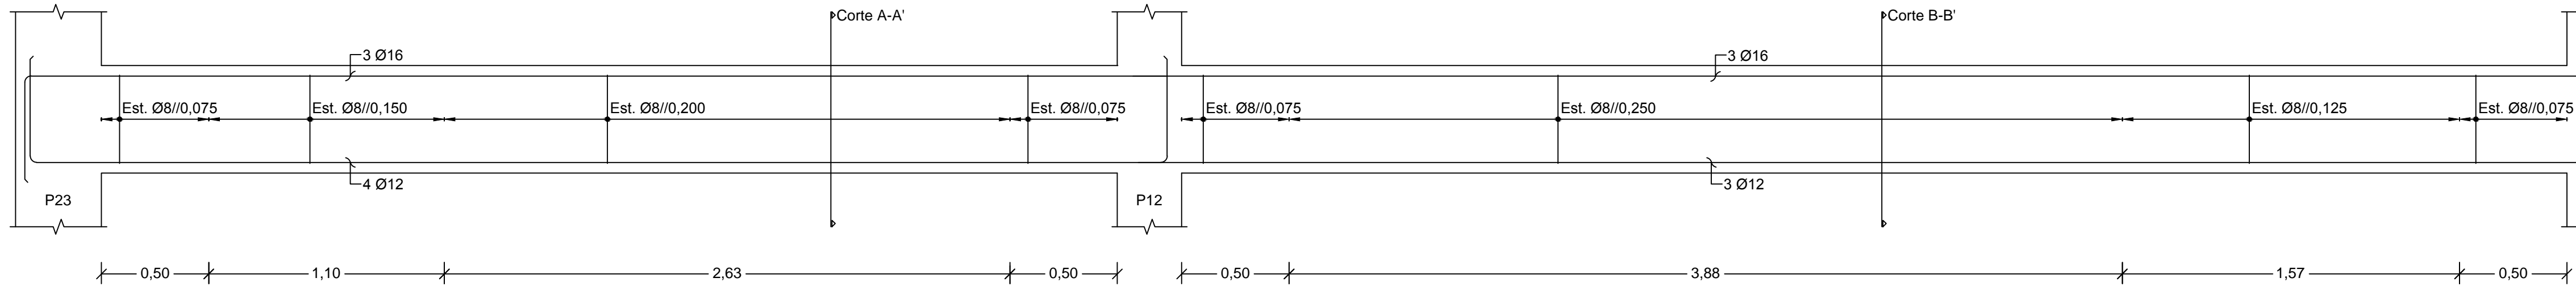 Corte A-A'
Corte B-B'
3 Ø16
3 Ø16
Est. Ø8//0,075
Est. Ø8//0,150
Est. Ø8//0,200
Est. Ø8//0,075
Est. Ø8//0,075
Est. Ø8//0,250
Est. Ø8//0,125
Est. Ø8//0,075
4 Ø12
3 Ø12
P23
P12
0,50
1,10
2,63
0,50
0,50
3,88
1,57
0,50